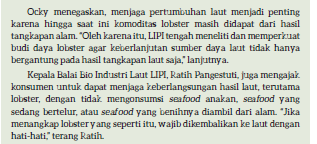 Ocky menegaskan, menjaga pertumbuhan laut menjadi penting
karena hingga saat ini komoditas lobster masih didapat dari hasil
tangkapan alam. “Oleh karena itu, LIPI tengah meneliti dan memperkuat
budi daya lobster agar keberlanjutan sumber daya laut tidak hanya
bergantung pada hasil tangkapan laut saja,” lanjutnya.
Kepala Balai Bio Industri Laut LIPI, Ratih Pangestuti, juga mengajak
konsumen untuk dapat menjaga keberlangsungan hasil laut, terutama
lobster, dengan tidak mengonsumsi seafood anakan, seafood yang
sedang bertelur, atau seafood yang benihnya diambil dari alam. “Jika
menangkap lobster yang seperti itu, wajib dikembalikan ke laut dengan
hati-hati,” terang Ratih.